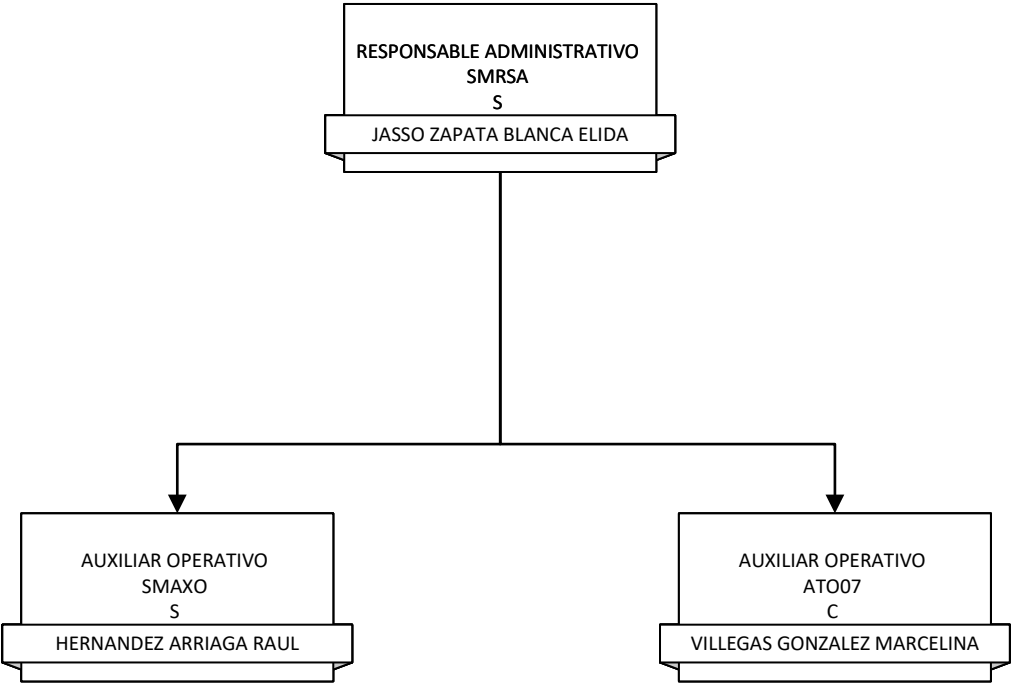 RESPONSABLE ADMINISTRATIVO
SMRSA
S
JASSO ZAPATA BLANCA ELIDA
AUXILIAR OPERATIVO
SMAXO
S
HERNANDEZ ARRIAGA RAUL
AUXILIAR OPERATIVO
ATO07
C
VILLEGAS GONZALEZ MARCELINA